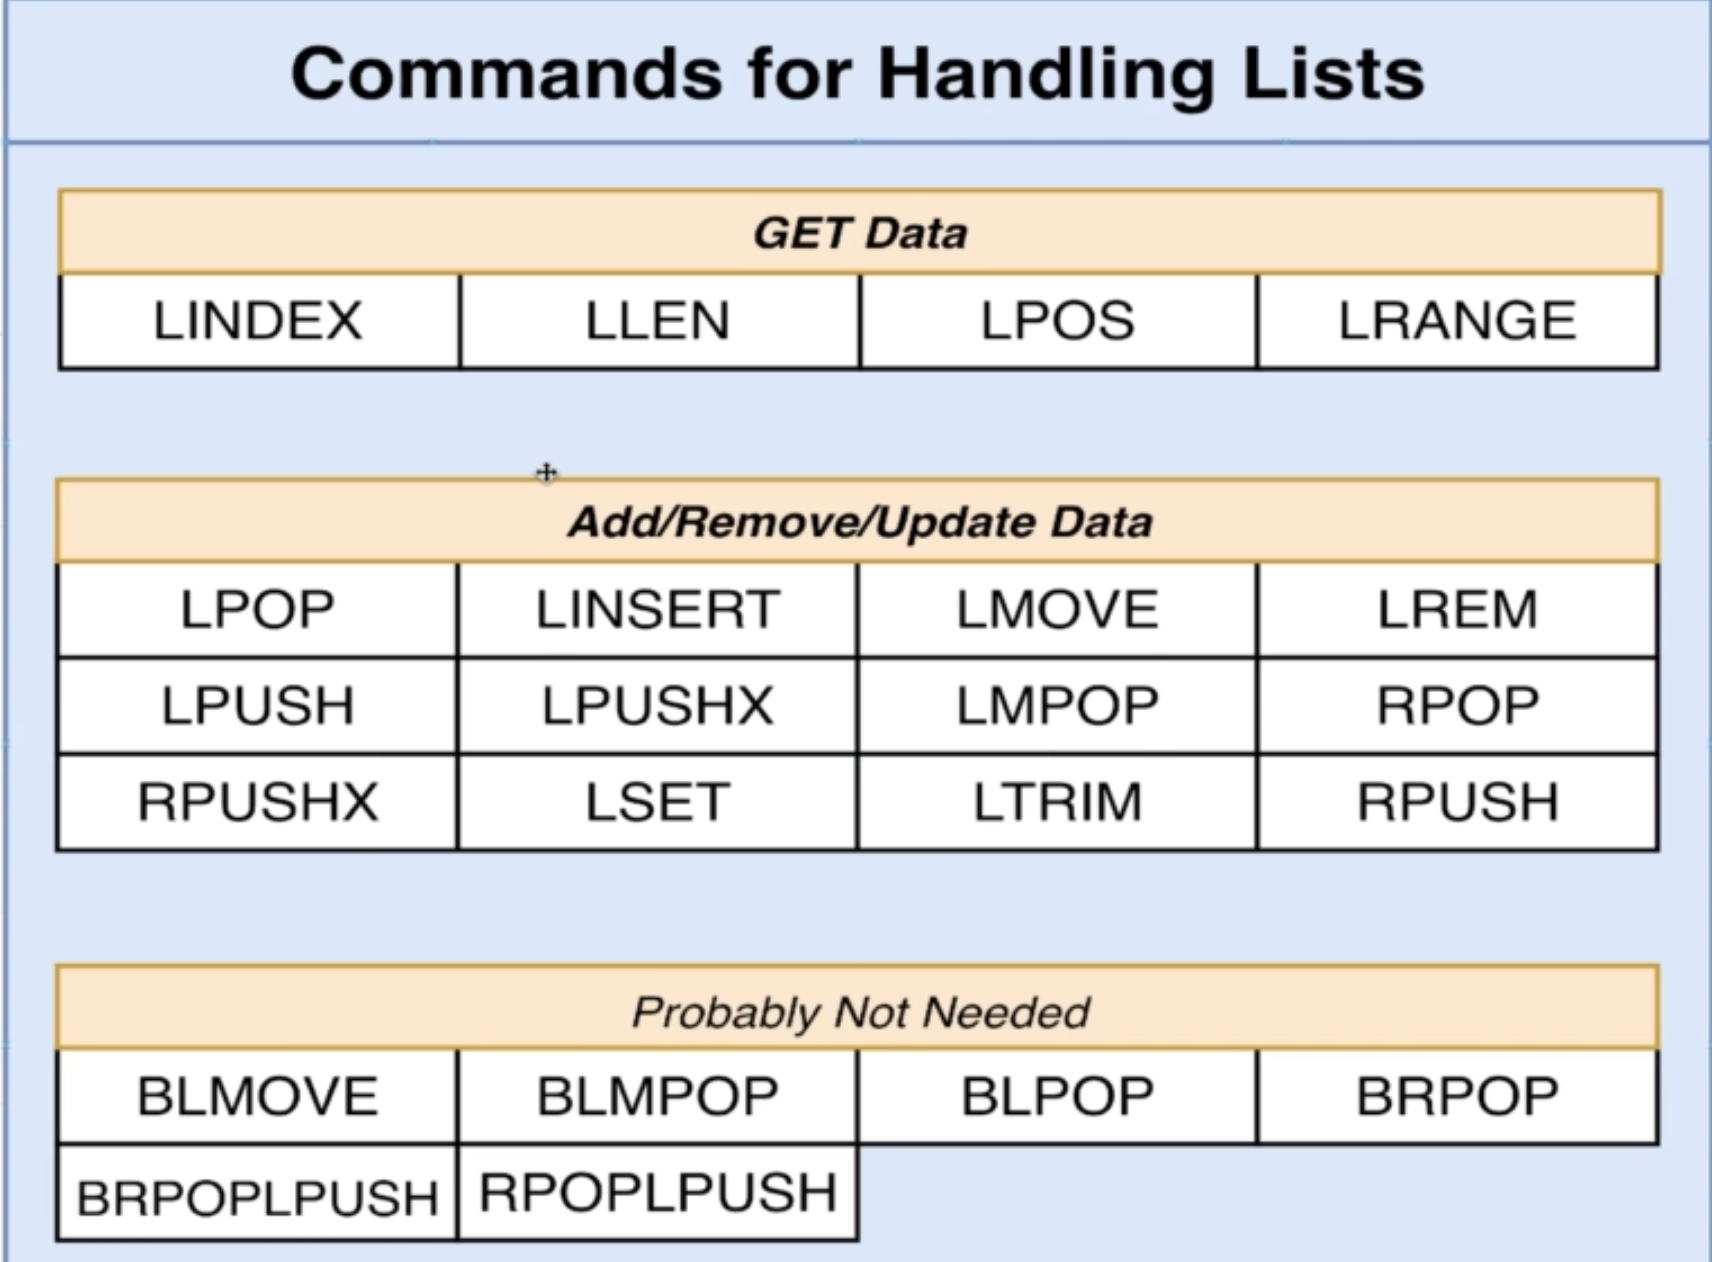 Commands for Handling Lists
GET Data
LINDEX LLEN LPOS LRANGE
Add/Remove/Update Data
LPOP LINSERT LMOVE LREM
LPUSH LPUSHX LMPOP RPOP
RPUSHX LSET LTRIM RPUSH
Probably Not Needed
BLMOVE BLMPOP BLPOP BRPOP
BRPOPLPUSH RPOPLPUSH